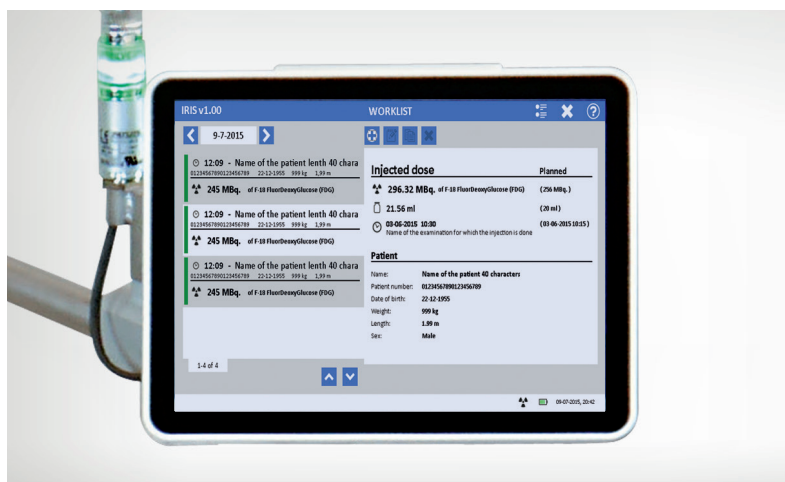 IRIS v1.00
WORKLIST
?
9-7-2015
12:09 - Name of the patient lenth 40 chara
01234567890123456789 22-12-1955 999 kg 1,99 m
245 MBq. of F-18 FluorDeoxyGlucose (FDG)
12:09 - Name of the patient lenth 40 chara
01234567890123456789 22-12-1955 999 kg 1,99 m
245 MBq. of F-18 FluorDeoxyGlucose (FDG)
12:09 - Name of the patient lenth 40 chara
01234567890123456789 22-12-1955 999 kg 1,99 m
245 MBq. of F-18 FluorDeoxyGlucose (FDG)
1-4 of 4
Injected dose Planned
296.32 MBq. of F-18 FluorDeoxyGlucose (FDG) (256 MBq.)
21.56 ml (20 ml)
03-06-2015 10:30 (03-06-2015 10:15)
Name of the examination for which the injection is done
Patient
Name: Name of the patient 40 characters
Patient number: 01234567890123456789
Date of birth: 22-12-1955
Weight: 999 kg
Length: 1.99 m
Sex: Male
09-07-2015, 20:42